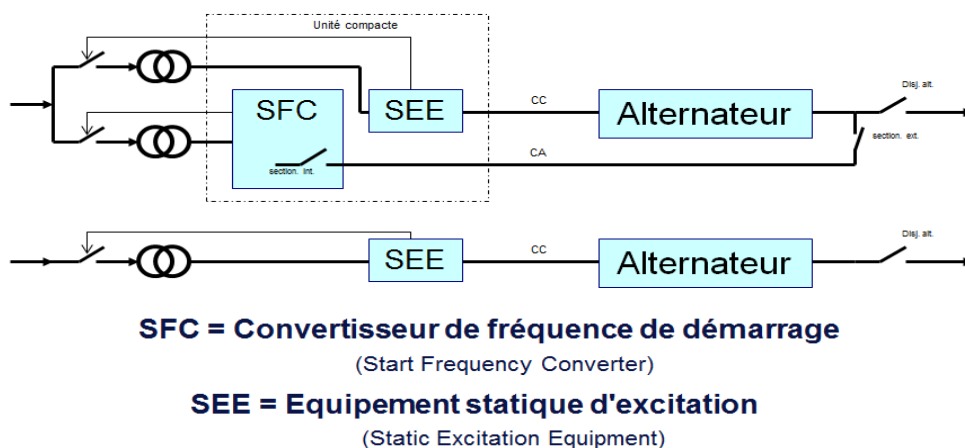 Unité compacte
SFC
SEE
CC
Alternateur
Disj. alt.
section. ext.
section. int.
CA
SEE
CC
Alternateur
Disj. alt.
SFC = Convertisseur de fréquence de démarrage
(Start Frequency Converter)
SEE = Equipement statique d'excitation
(Static Excitation Equipment)